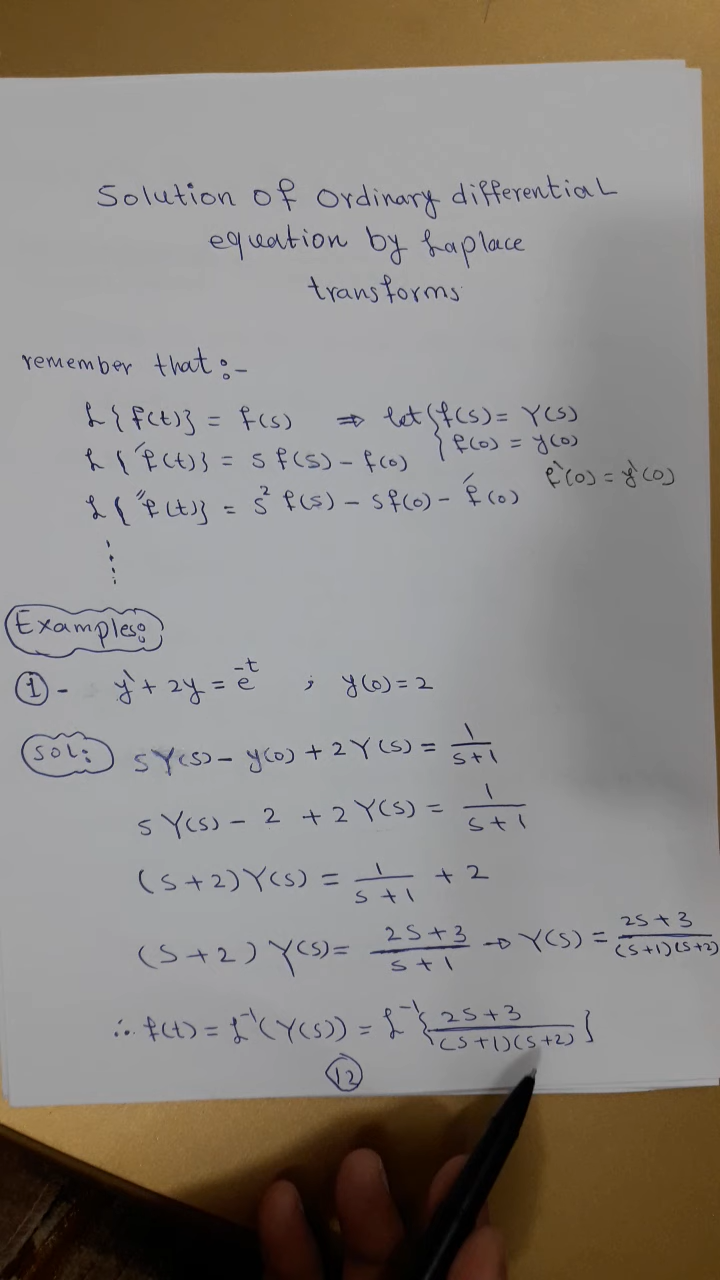 Solution of ordinary differential
equation by Laplace
transforms
remember that :-
ℒ{f(t)} = f(s) ⇒ let { f(s) = Y(s)
{ f(0) = y(0)
ℒ{f'(t)} = s f(s) - f(0)
f'(0) = y'(0)
ℒ{f''(t)} = s² f(s) - s f(0) - f'(0)
Examples:
① - y' + 2y = e^-t ; y(0) = 2
sol: sY(s) - y(0) + 2Y(s) = 1/(s+1)
sY(s) - 2 + 2Y(s) = 1/(s+1)
(s+2)Y(s) = 1/(s+1) + 2
(s+2) Y(s) = (2s+3)/(s+1) → Y(s) = (2s+3)/((s+1)(s+2))
∴ f(t) = ℒ^-1(Y(s)) = ℒ^-1{(2s+3)/((s+1)(s+2))}
12